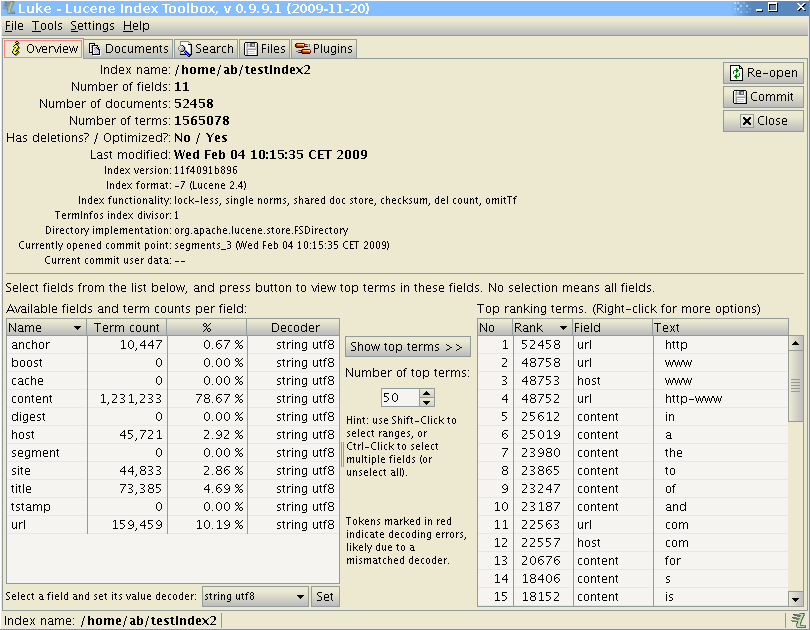 Luke - Lucene Index Toolbox, v 0.9.9.1 (2009-11-20)
File Tools Settings Help
Overview Documents Search Files Plugins
Index name: /home/ab/testIndex2
Number of fields: 11
Number of documents: 52458
Number of terms: 1565078
Has deletions? / Optimized?: No / Yes
Last modified: Wed Feb 04 10:15:35 CET 2009
Index version: 11f4091b896
Index format: -7 (Lucene 2.4)
Index functionality: lock-less, single norms, shared doc store, checksum, del count, omitTf
TermInfos index divisor: 1
Directory implementation: org.apache.lucene.store.FSDirectory
Currently opened commit point: segments_3 (Wed Feb 04 10:15:35 CET 2009)
Current commit user data: --
Re-open
Commit
Close
Select fields from the list below, and press button to view top terms in these fields. No selection means all fields.
Available fields and term counts per field:
Name Term count % Decoder
anchor 10,447 0.67 % string utf8
boost 0 0.00 % string utf8
cache 0 0.00 % string utf8
content 1,231,233 78.67 % string utf8
digest 0 0.00 % string utf8
host 45,721 2.92 % string utf8
segment 0 0.00 % string utf8
site 44,833 2.86 % string utf8
title 73,385 4.69 % string utf8
tstamp 0 0.00 % string utf8
url 159,459 10.19 % string utf8
Select a field and set its value decoder: string utf8 Set
Show top terms >>
Number of top terms:
50
Hint: use Shift-Click to
select ranges, or
Ctrl-Click to select
multiple fields (or
unselect all).
Tokens marked in red
indicate decoding errors,
likely due to a
mismatched decoder.
Top ranking terms. (Right-click for more options)
No Rank Field Text
1 52458 url http
2 48758 url www
3 48753 host www
4 48752 url http-www
5 25612 content in
6 25019 content a
7 23980 content the
8 23865 content to
9 23247 content of
10 23187 content and
11 22563 url com
12 22557 host com
13 20676 content for
14 18406 content s
15 18152 content is
Index name: /home/ab/testIndex2